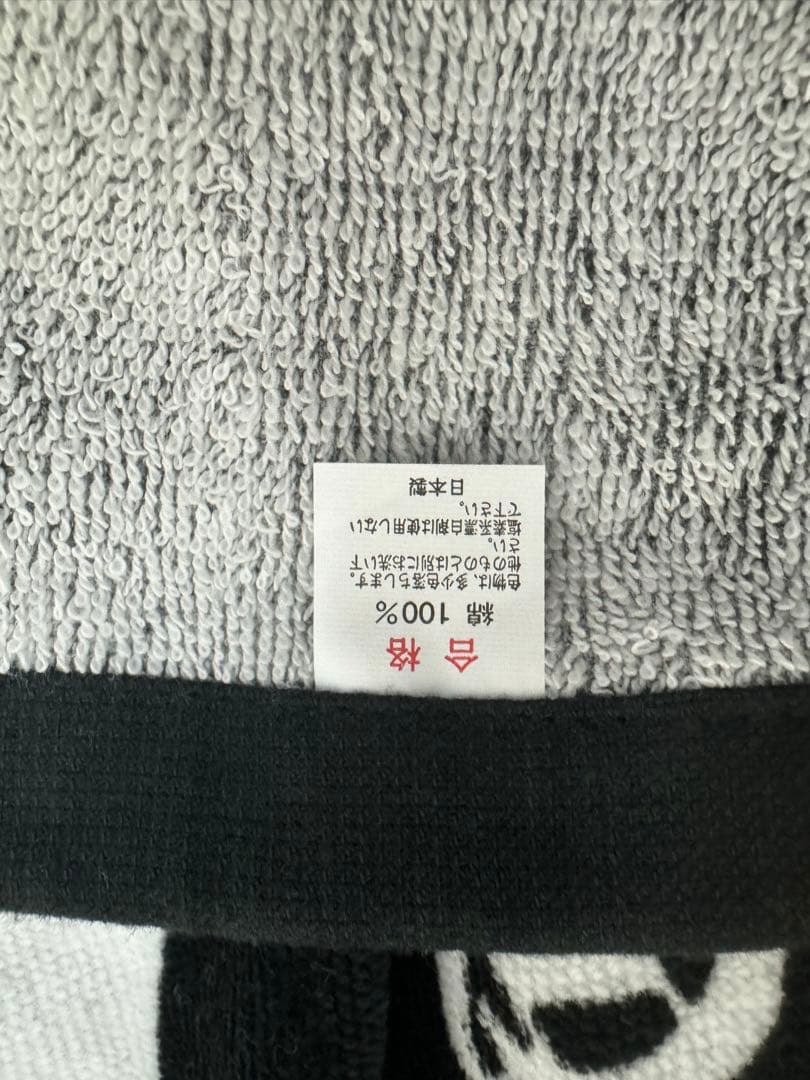 合格
綿 100%
色物は、多少色落ちします。
他のものとは別にお洗い下
さい。
塩素系漂白剤は使用しない
で下さい。
日本製